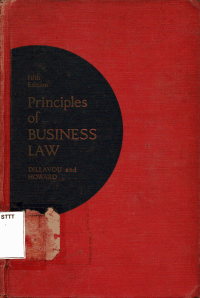 Fifth
Edition
Principles
of
BUSINESS
LAW
DILLAVOU and
HOWARD
STTT